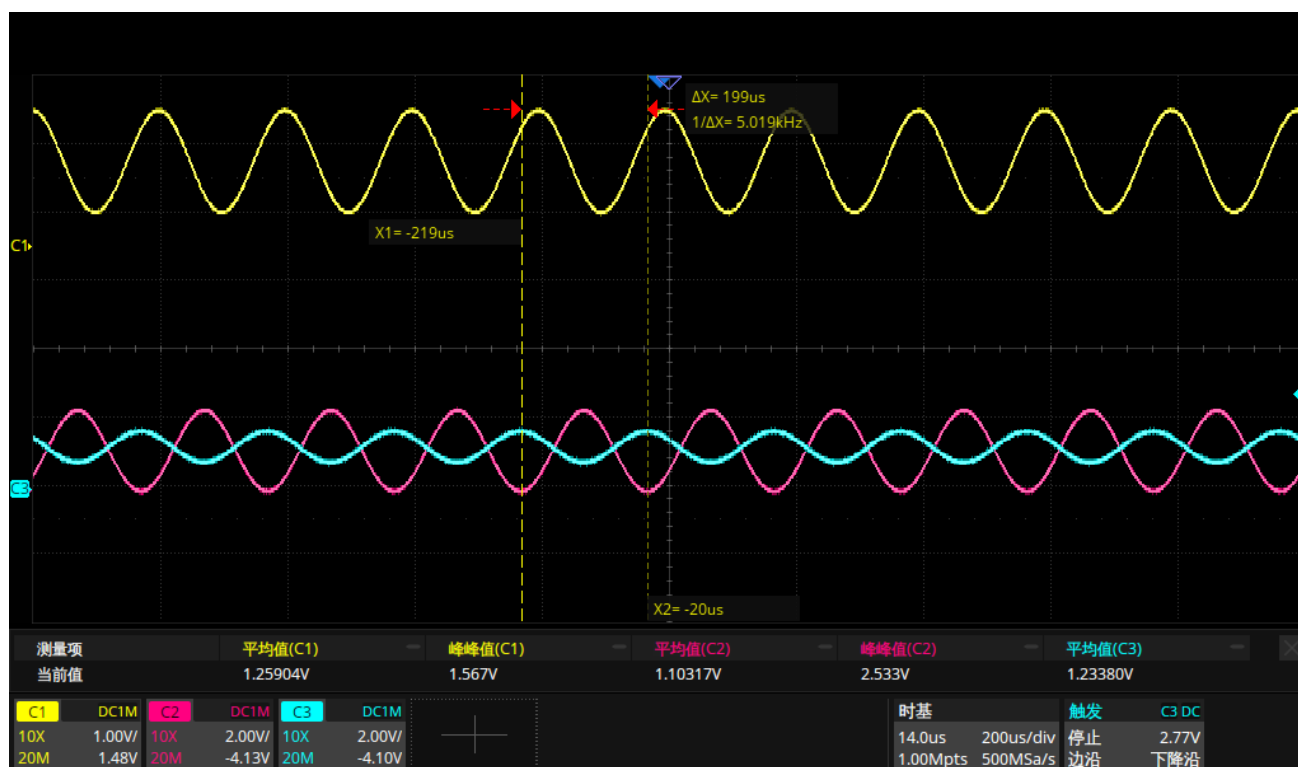 ΔX= 199us
1/ΔX= 5.019kHz
X1= -219us
C1
C3
X2= -20us
测量项 平均值(C1) 峰峰值(C1) 平均值(C2) 峰峰值(C2) 平均值(C3)
当前值 1.25904V 1.567V 1.10317V 2.533V 1.23380V
C1 DC1M C2 DC1M C3 DC1M 时基 触发 C3 DC
10X 1.00V/ 10X 2.00V/ 10X 2.00V/ 14.0us 200us/div 停止 2.77V
20M 1.48V 20M -4.13V 20M -4.10V 1.00Mpts 500MSa/s 边沿 下降沿